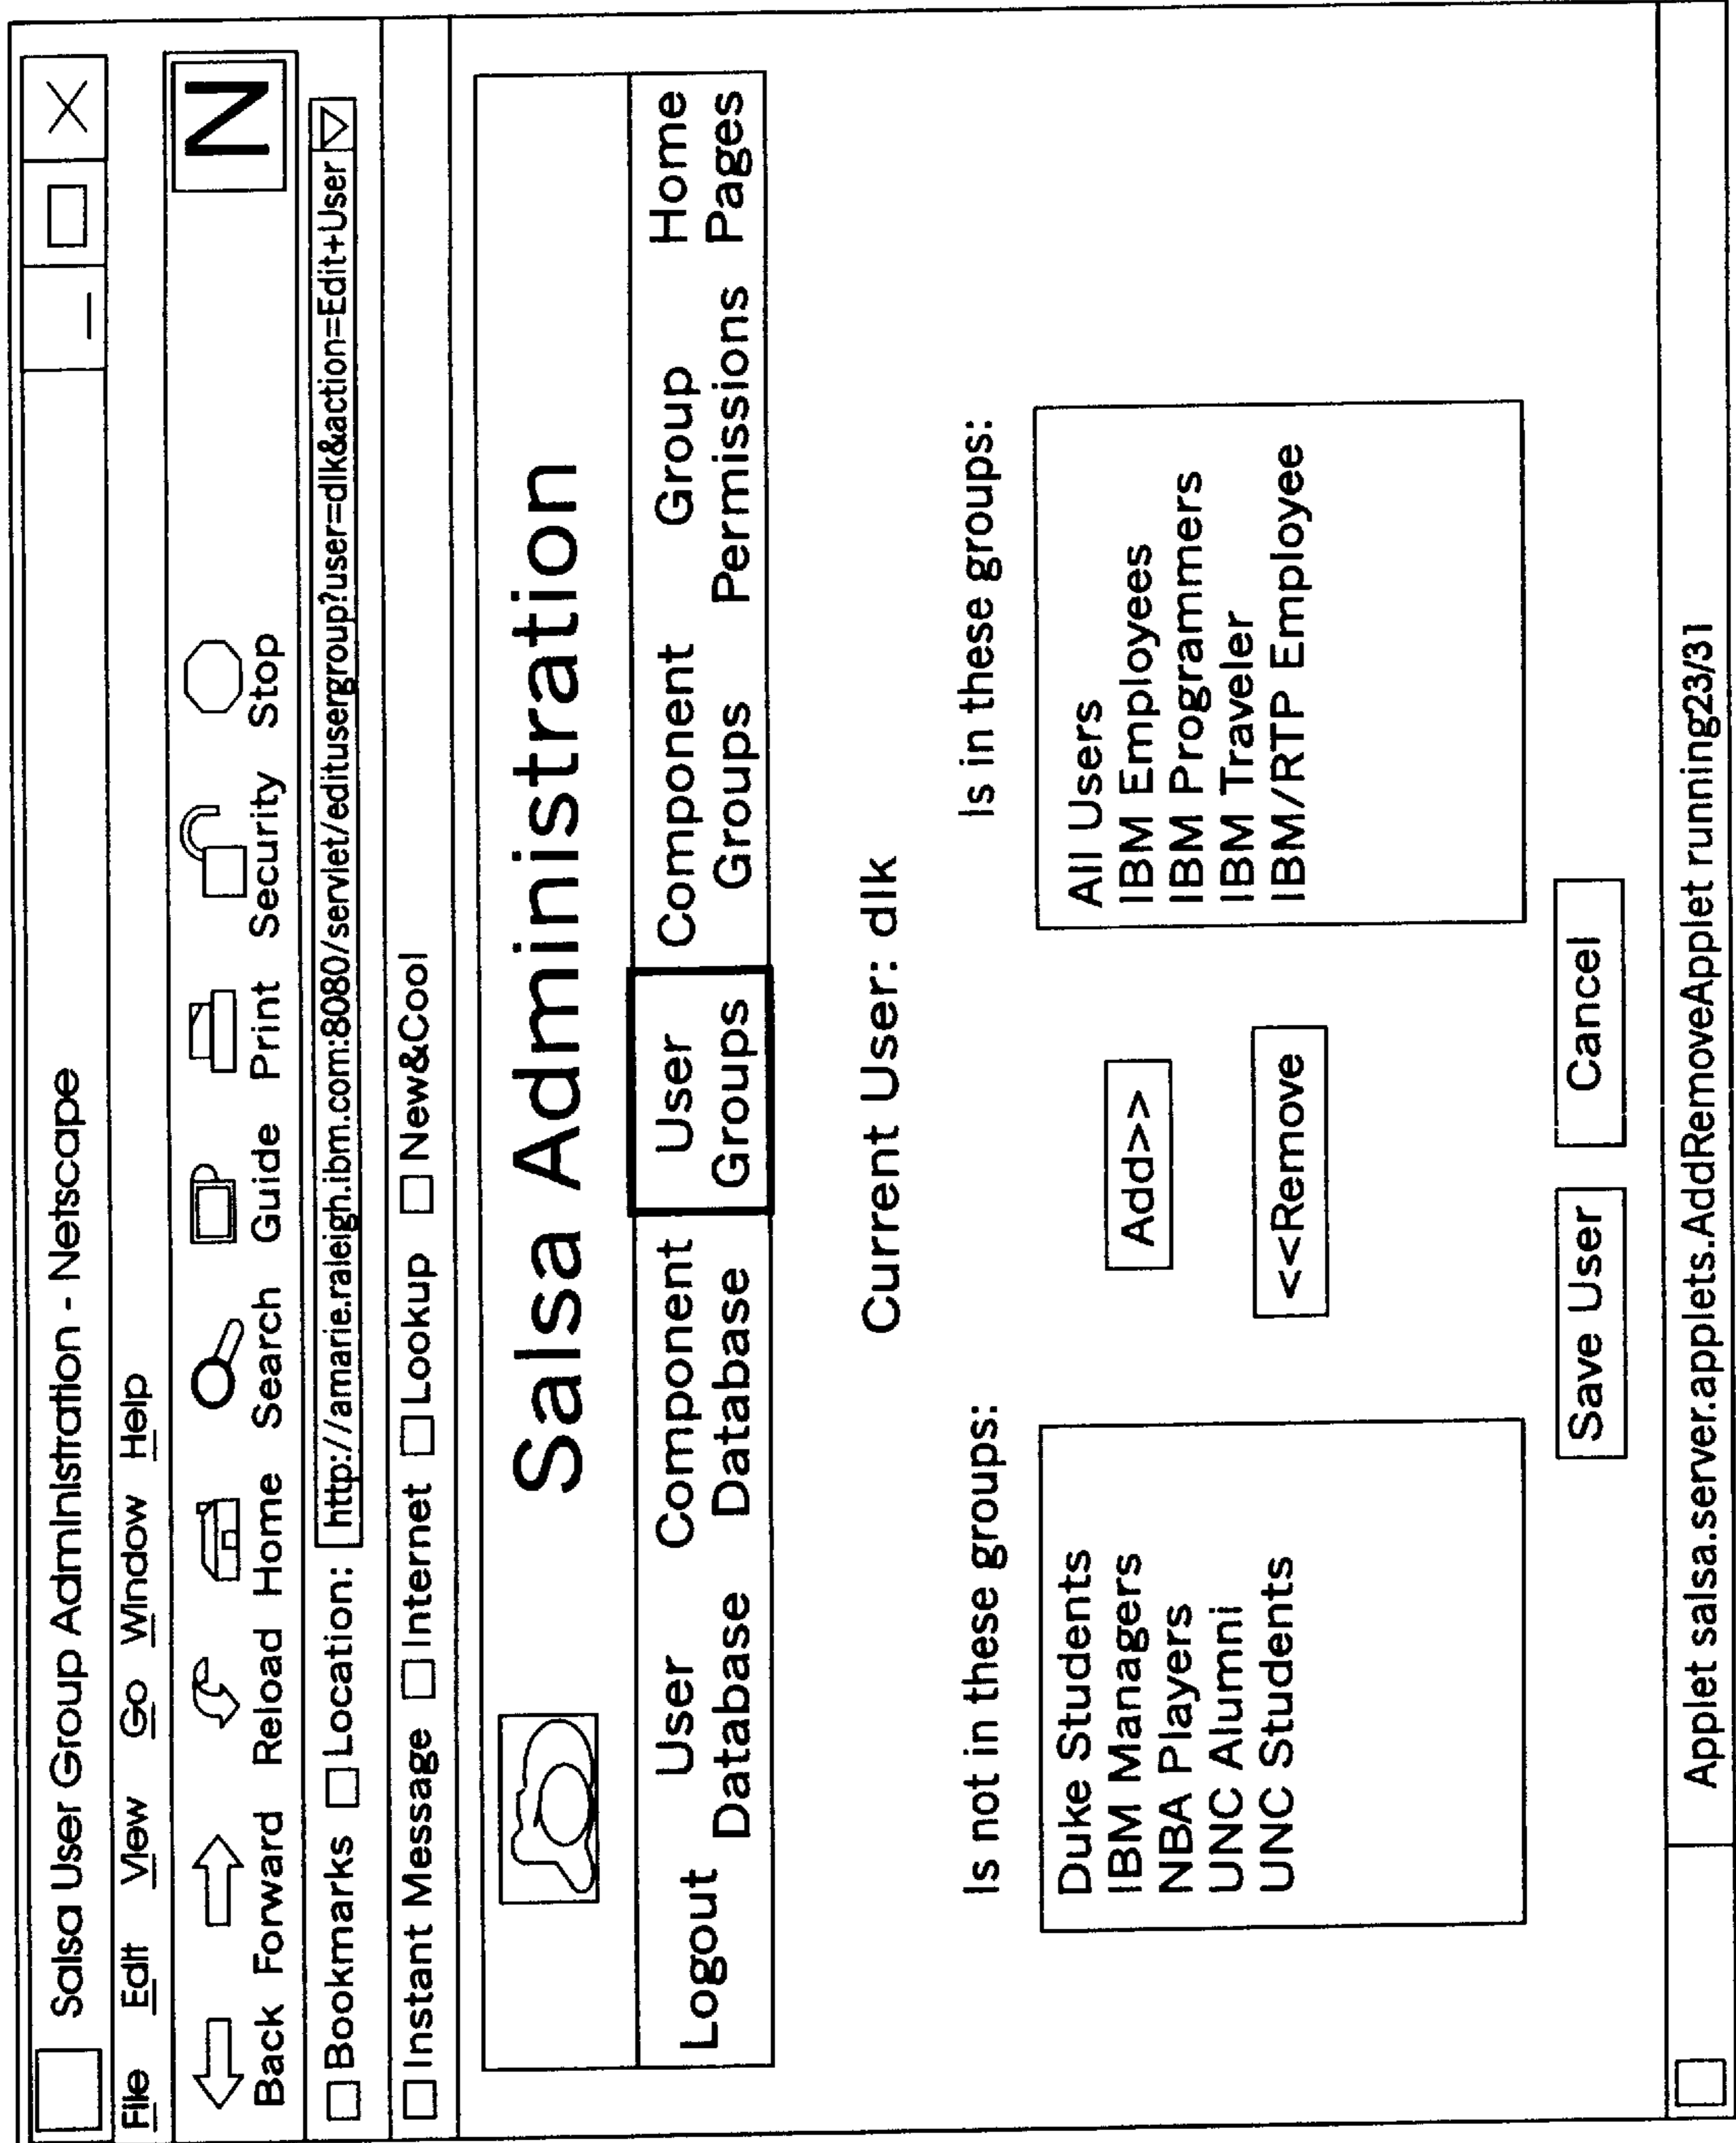 Salsa User Group Administration - Netscape
File Edit View Go Window Help
N
Back Forward Reload Home Search Guide Print Security Stop
Bookmarks Location: http://amarie.raleigh.ibm.com:8080/servlet/editusergroup?user=dlk&action=Edit+User
Instant Message Internet Lookup New&Cool
Salsa Administration
Logout User Component User Component Group Home
Database Database Groups Groups Permissions Pages
Current User: dlk
Is not in these groups: Is in these groups:
Duke Students All Users
IBM Managers IBM Employees
NBA Players IBM Programmers
UNC Alumni IBM Traveler
UNC Students IBM/RTP Employee
Add>>
<<Remove
Save User Cancel
Applet salsa.server.applets.AddRemoveApplet running23/31